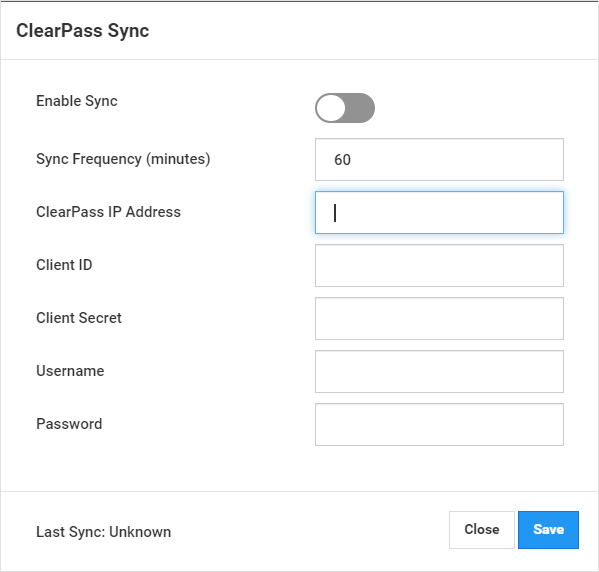 ClearPass Sync
Enable Sync
Sync Frequency (minutes)
60
ClearPass IP Address
Client ID
Client Secret
Username
Password
Last Sync: Unknown
Close
Save